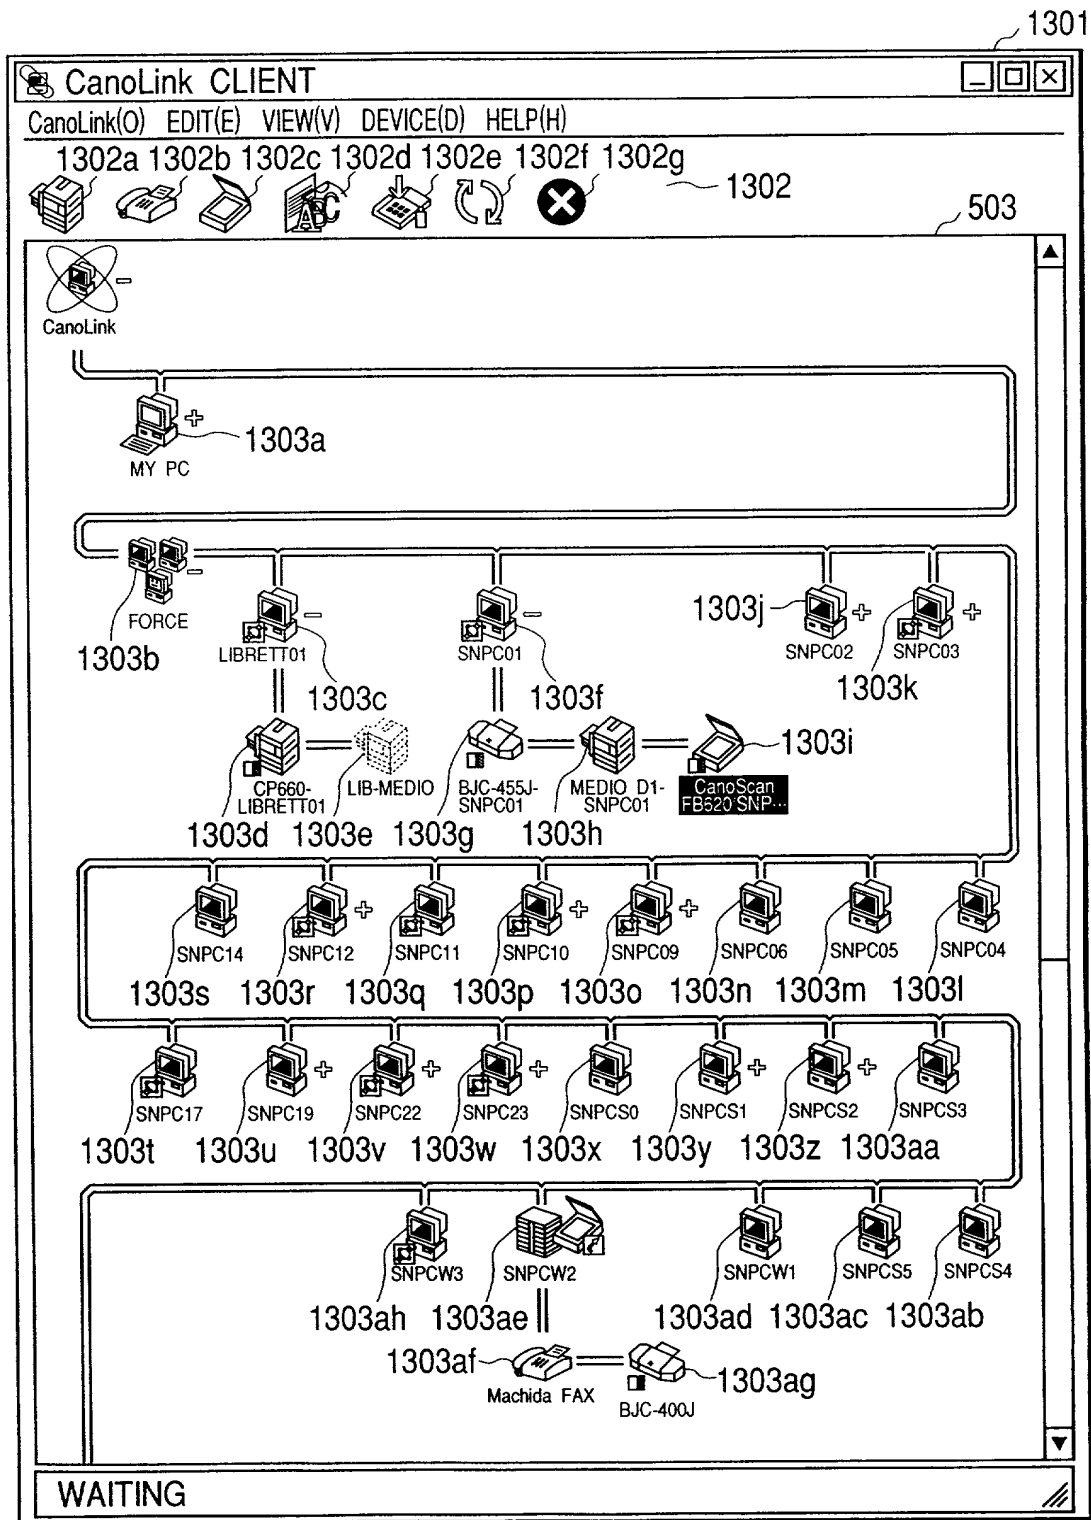 1301
CanoLink CLIENT
CanoLink(O) EDIT(E) VIEW(V) DEVICE(D) HELP(H)
1302a 1302b 1302c 1302d 1302e 1302f 1302g
1302
503
CanoLink
1303a
MY PC
FORCE
1303b
LIBRETT01
1303c
SNPC01
1303f
1303j
SNPC02
SNPC03
1303k
1303i
CP660-
LIBRETT01
LIB-MEDIO
BJC-455J-
SNPC01
MEDIO D1-
SNPC01
CanoScan
FB620 SNP...
1303d 1303e 1303g 1303h
SNPC14 SNPC12 SNPC11 SNPC10 SNPC09 SNPC06 SNPC05 SNPC04
1303s 1303r 1303q 1303p 1303o 1303n 1303m 1303l
SNPC17 SNPC19 SNPC22 SNPC23 SNPCS0 SNPCS1 SNPCS2 SNPCS3
1303t 1303u 1303v 1303w 1303x 1303y 1303z 1303aa
SNPCW3 SNPCW2 SNPCW1 SNPCS5 SNPCS4
1303ah 1303ae 1303ad 1303ac 1303ab
1303af
Machida FAX
1303ag
BJC-400J
WAITING